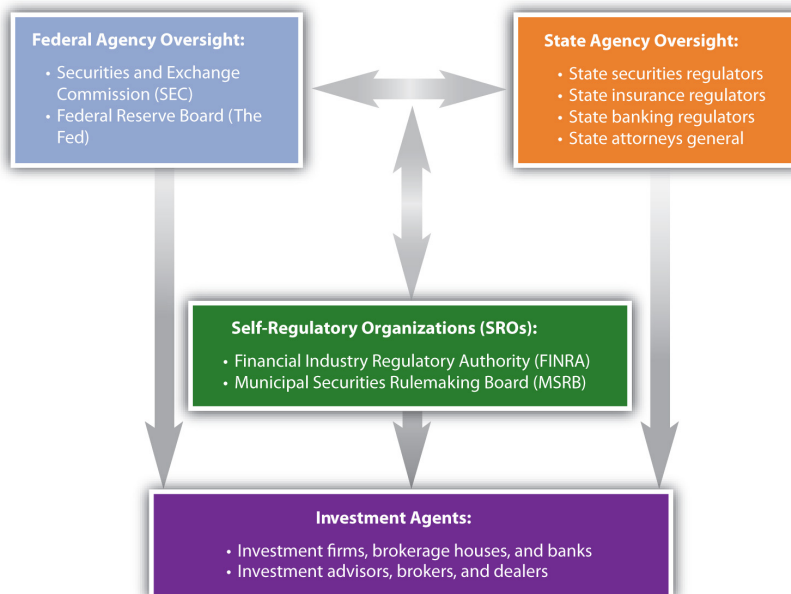 Federal Agency Oversight:
• Securities and Exchange
Commission (SEC)
• Federal Reserve Board (The
Fed)
State Agency Oversight:
• State securities regulators
• State insurance regulators
• State banking regulators
• State attorneys general
Self-Regulatory Organizations (SROs):
• Financial Industry Regulatory Authority (FINRA)
• Municipal Securities Rulemaking Board (MSRB)
Investment Agents:
• Investment firms, brokerage houses, and banks
• Investment advisors, brokers, and dealers